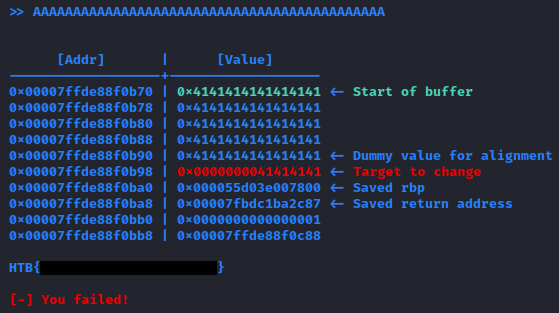 >> AAAAAAAAAAAAAAAAAAAAAAAAAAAAAAAAAAAAAAAAAAAA
[Addr] | [Value]
-------------------+-------------------
0x00007ffde88f0b70 | 0x4141414141414141 <- Start of buffer
0x00007ffde88f0b78 | 0x4141414141414141
0x00007ffde88f0b80 | 0x4141414141414141
0x00007ffde88f0b88 | 0x4141414141414141
0x00007ffde88f0b90 | 0x4141414141414141 <- Dummy value for alignment
0x00007ffde88f0b98 | 0x0000000041414141 <- Target to change
0x00007ffde88f0ba0 | 0x000055d03e007800 <- Saved rbp
0x00007ffde88f0ba8 | 0x00007fbdc1ba2c87 <- Saved return address
0x00007ffde88f0bb0 | 0x0000000000000001
0x00007ffde88f0bb8 | 0x00007ffde88f0c88
HTB{ }
[-] You failed!